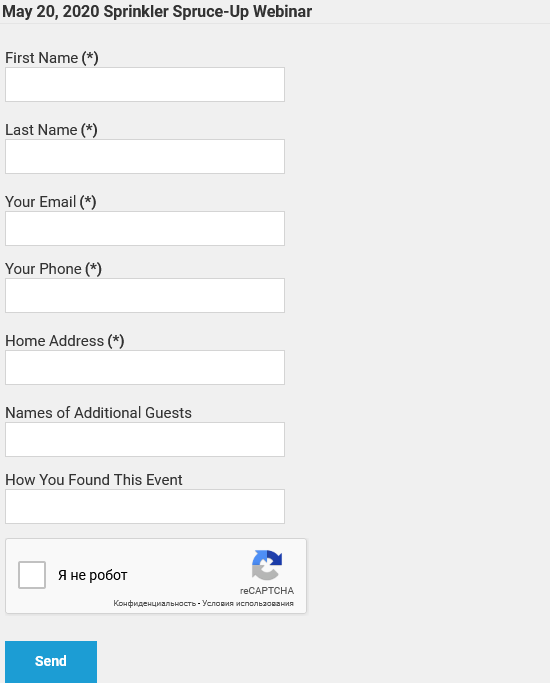 May 20, 2020 Sprinkler Spruce-Up Webinar
First Name (*)
Last Name (*)
Your Email (*)
Your Phone (*)
Home Address (*)
Names of Additional Guests
How You Found This Event
Я не робот
reCAPTCHA
Конфиденциальность - Условия использования
Send